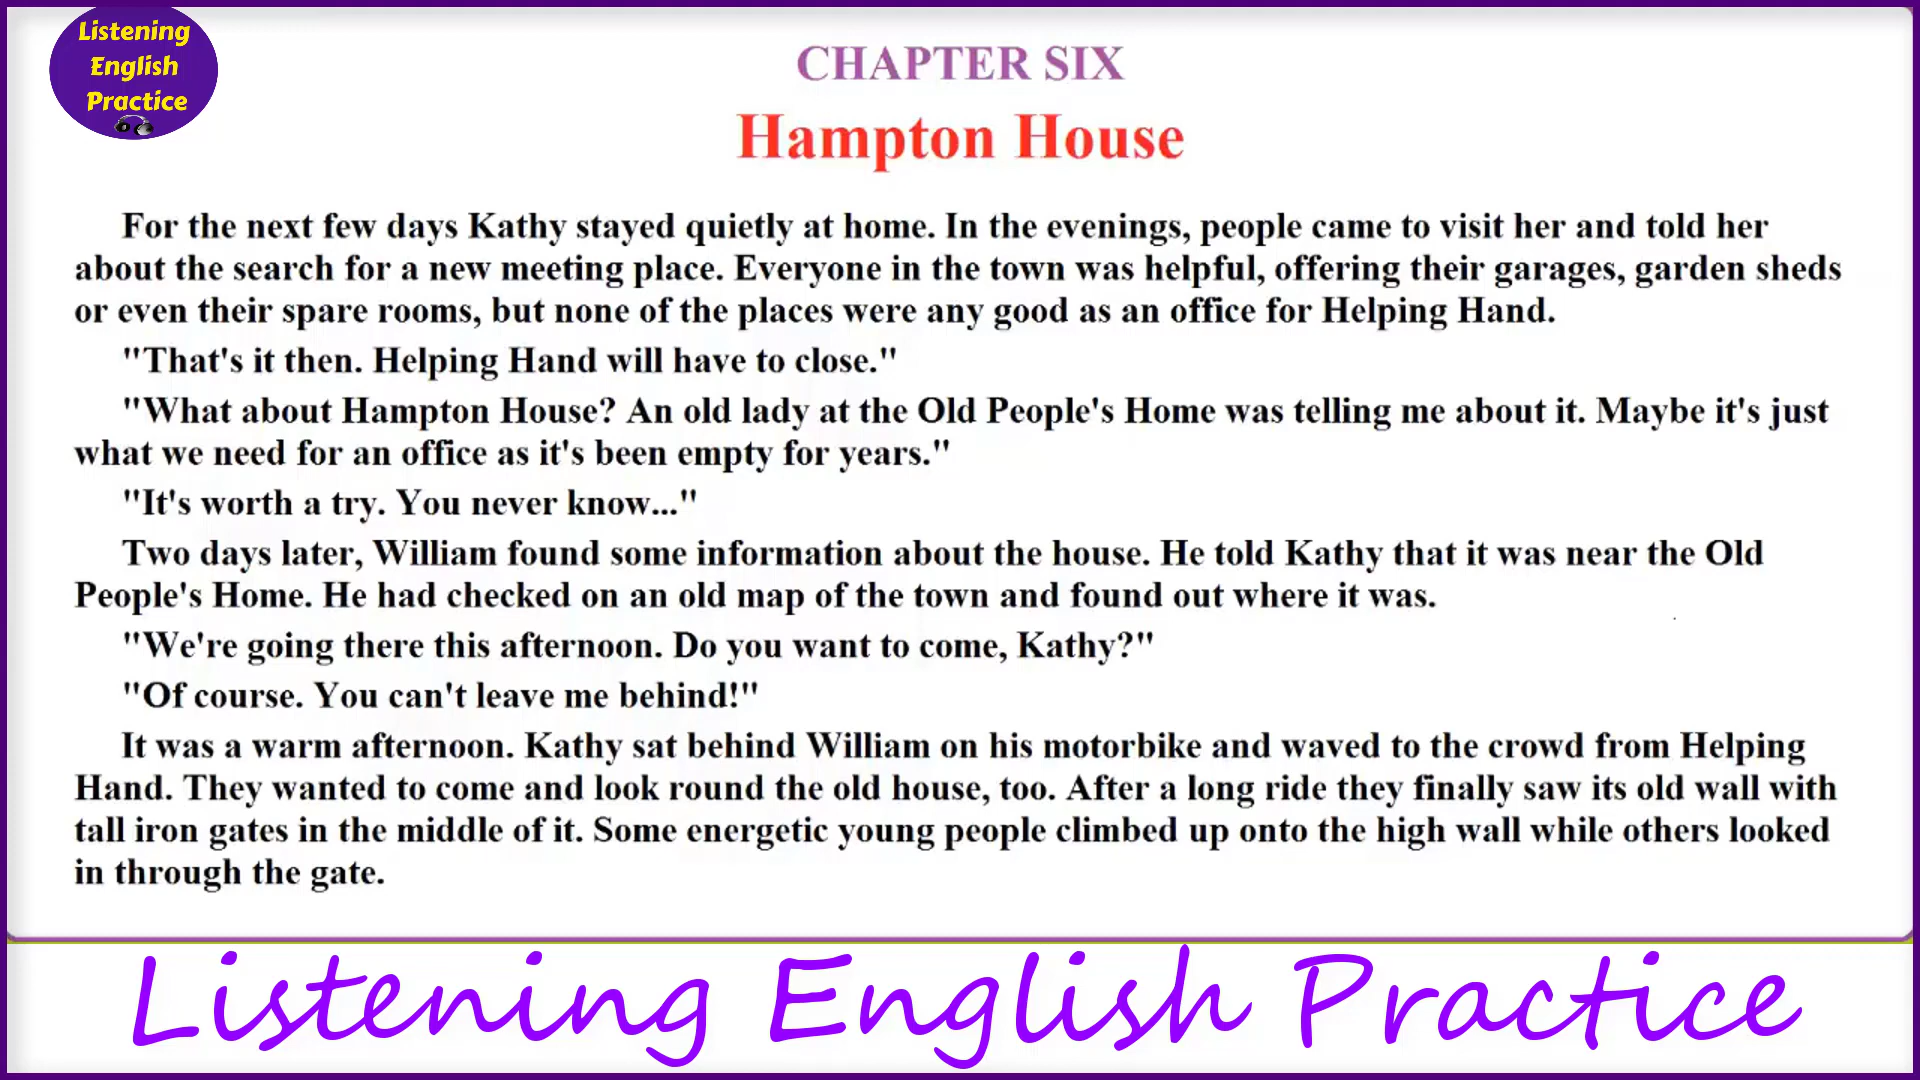 Listening
English
Practice
CHAPTER SIX
Hampton House
For the next few days Kathy stayed quietly at home. In the evenings, people came to visit her and told her
about the search for a new meeting place. Everyone in the town was helpful, offering their garages, garden sheds
or even their spare rooms, but none of the places were any good as an office for Helping Hand.
"That's it then. Helping Hand will have to close."
"What about Hampton House? An old lady at the Old People's Home was telling me about it. Maybe it's just
what we need for an office as it's been empty for years."
"It's worth a try. You never know..."
Two days later, William found some information about the house. He told Kathy that it was near the Old
People's Home. He had checked on an old map of the town and found out where it was.
"We're going there this afternoon. Do you want to come, Kathy?"
"Of course. You can't leave me behind!"
It was a warm afternoon. Kathy sat behind William on his motorbike and waved to the crowd from Helping
Hand. They wanted to come and look round the old house, too. After a long ride they finally saw its old wall with
tall iron gates in the middle of it. Some energetic young people climbed up onto the high wall while others looked
in through the gate.
Listening English Practice